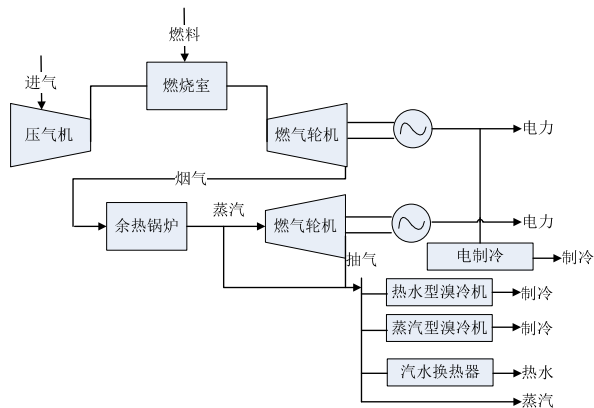 燃料
进气
燃烧室
压气机
燃气轮机
电力
烟气
蒸汽
余热锅炉
燃气轮机
电力
电制冷
制冷
抽气
热水型溴冷机
制冷
蒸汽型溴冷机
制冷
汽水换热器
热水
蒸汽